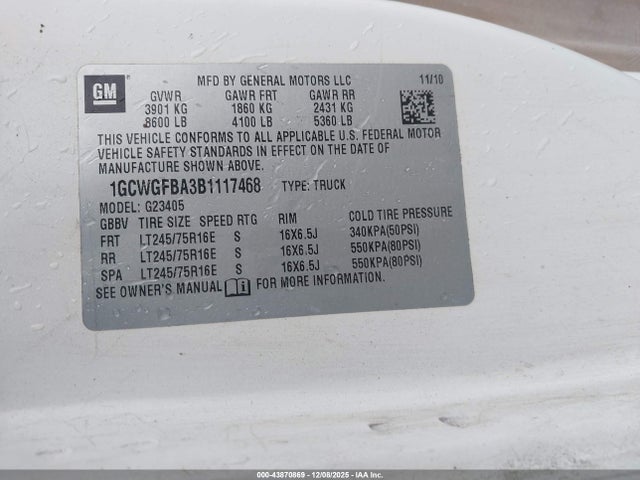 GM
MFD BY GENERAL MOTORS LLC 11/10
GVWR GAWR FRT GAWR RR
3901 KG 1860 KG 2431 KG
8600 LB 4100 LB 5360 LB
THIS VEHICLE CONFORMS TO ALL APPLICABLE U.S. FEDERAL MOTOR
VEHICLE SAFETY STANDARDS IN EFFECT ON THE DATE OF
MANUFACTURE SHOWN ABOVE.
1GCWGFBA3B1117468 TYPE: TRUCK
MODEL: G23405
GBBV TIRE SIZE SPEED RTG RIM COLD TIRE PRESSURE
FRT LT245/75R16E S 16X6.5J 340KPA(50PSI)
RR LT245/75R16E S 16X6.5J 550KPA(80PSI)
SPA LT245/75R16E S 16X6.5J 550KPA(80PSI)
SEE OWNER'S MANUAL i FOR MORE INFORMATION.
000-43870869 - 12/08/2025 - IAAI, Inc.